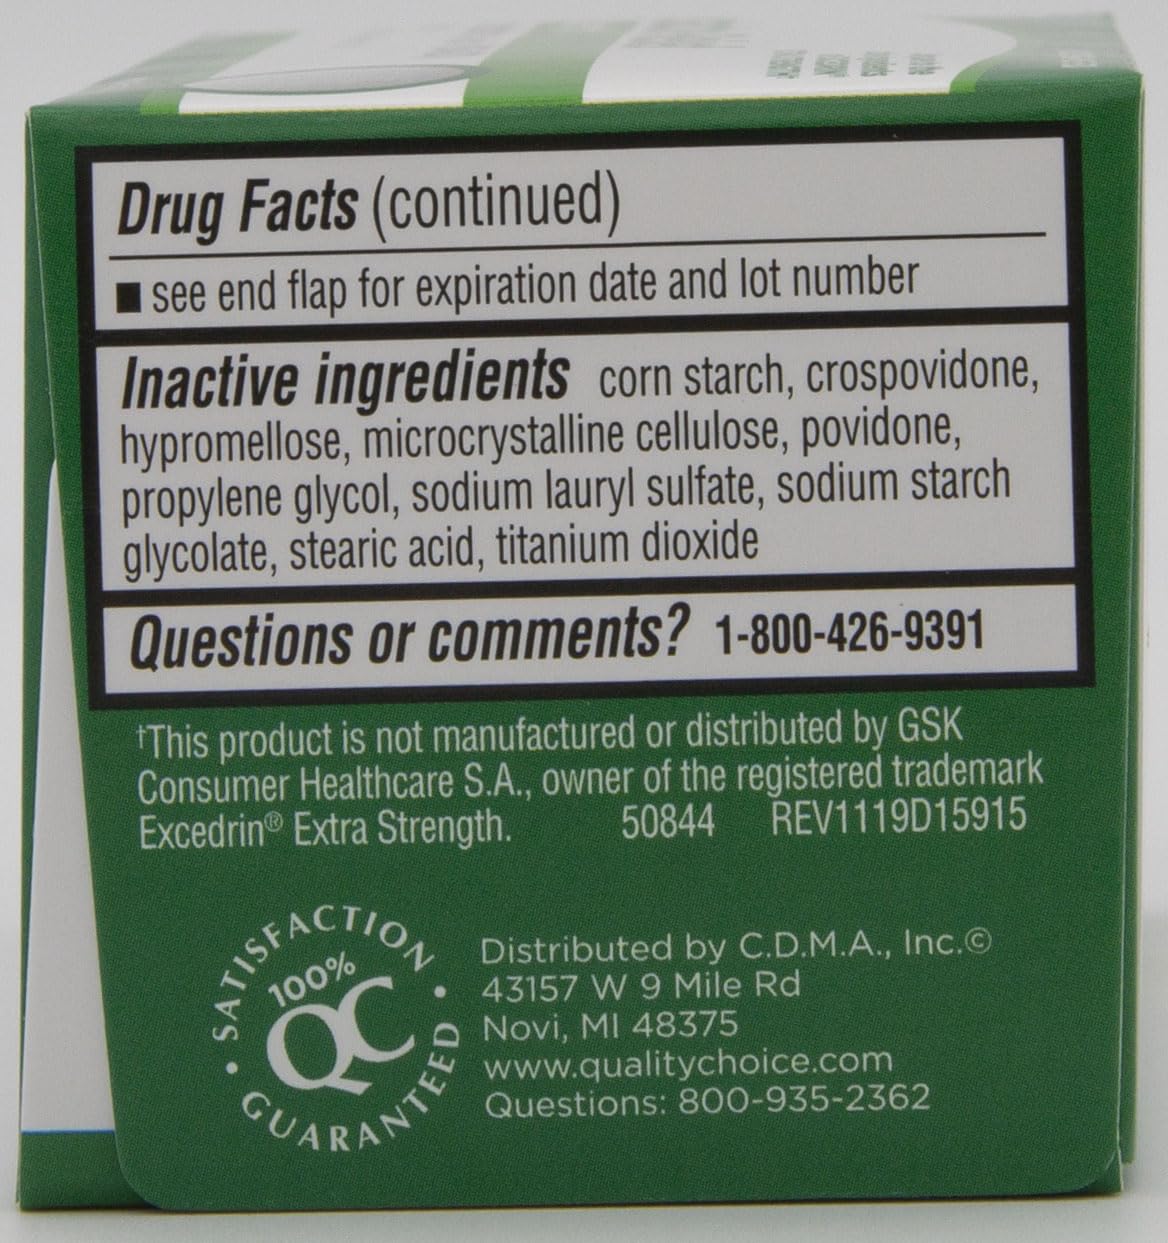 Drug Facts (continued)
■ see end flap for expiration date and lot number
Inactive ingredients corn starch, crospovidone,
hypromellose, microcrystalline cellulose, povidone,
propylene glycol, sodium lauryl sulfate, sodium starch
glycolate, stearic acid, titanium dioxide
Questions or comments? 1-800-426-9391
†This product is not manufactured or distributed by GSK
Consumer Healthcare S.A., owner of the registered trademark
Excedrin® Extra Strength. 50844 REV1119D15915
SATISFACTION
100%
QC
GUARANTEED
Distributed by C.D.M.A., Inc.©
43157 W 9 Mile Rd
Novi, MI 48375
www.qualitychoice.com
Questions: 800-935-2362